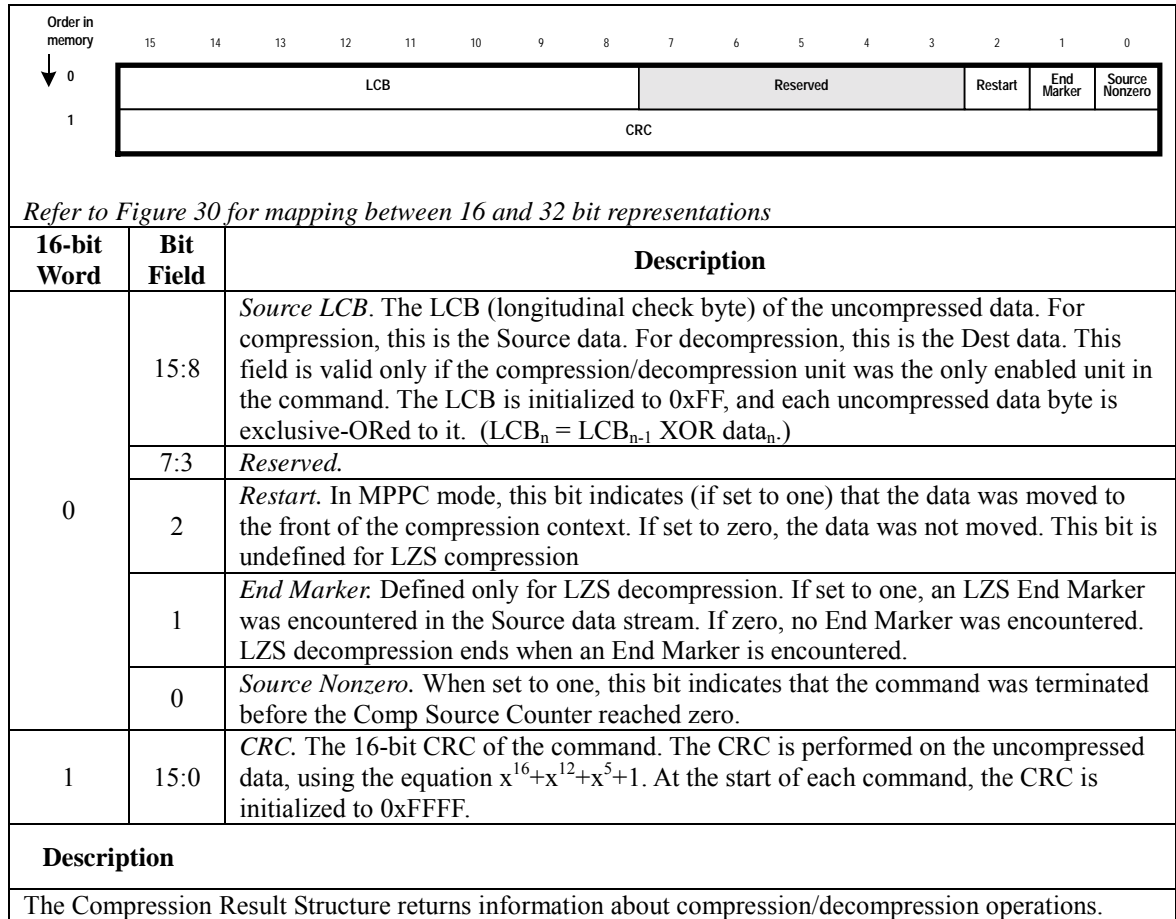 Order in
memory
15 14 13 12 11 10 9 8 7 6 5 4 3 2 1 0
0
LCB
Reserved
Restart
End
Marker
Source
Nonzero
1
CRC
Refer to Figure 30 for mapping between 16 and 32 bit representations
16-bit
Word
Bit
Field
Description
0
15:8
Source LCB. The LCB (longitudinal check byte) of the uncompressed data. For
compression, this is the Source data. For decompression, this is the Dest data. This
field is valid only if the compression/decompression unit was the only enabled unit in
the command. The LCB is initialized to 0xFF, and each uncompressed data byte is
exclusive-ORed to it. (LCBn = LCBn-1 XOR datan.)
7:3
Reserved.
2
Restart. In MPPC mode, this bit indicates (if set to one) that the data was moved to
the front of the compression context. If set to zero, the data was not moved. This bit is
undefined for LZS compression
1
End Marker. Defined only for LZS decompression. If set to one, an LZS End Marker
was encountered in the Source data stream. If zero, no End Marker was encountered.
LZS decompression ends when an End Marker is encountered.
0
Source Nonzero. When set to one, this bit indicates that the command was terminated
before the Comp Source Counter reached zero.
1
15:0
CRC. The 16-bit CRC of the command. The CRC is performed on the uncompressed
data, using the equation x^16+x^12+x^5+1. At the start of each command, the CRC is
initialized to 0xFFFF.
Description
The Compression Result Structure returns information about compression/decompression operations.